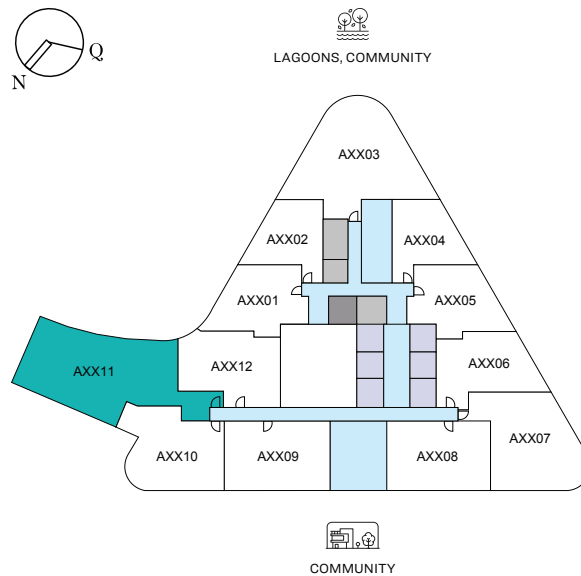 Q
N
LAGOONS, COMMUNITY
AXX03
AXX02
AXX04
AXX01
AXX05
AXX11
AXX12
AXX06
AXX10
AXX09
AXX08
AXX07
COMMUNITY